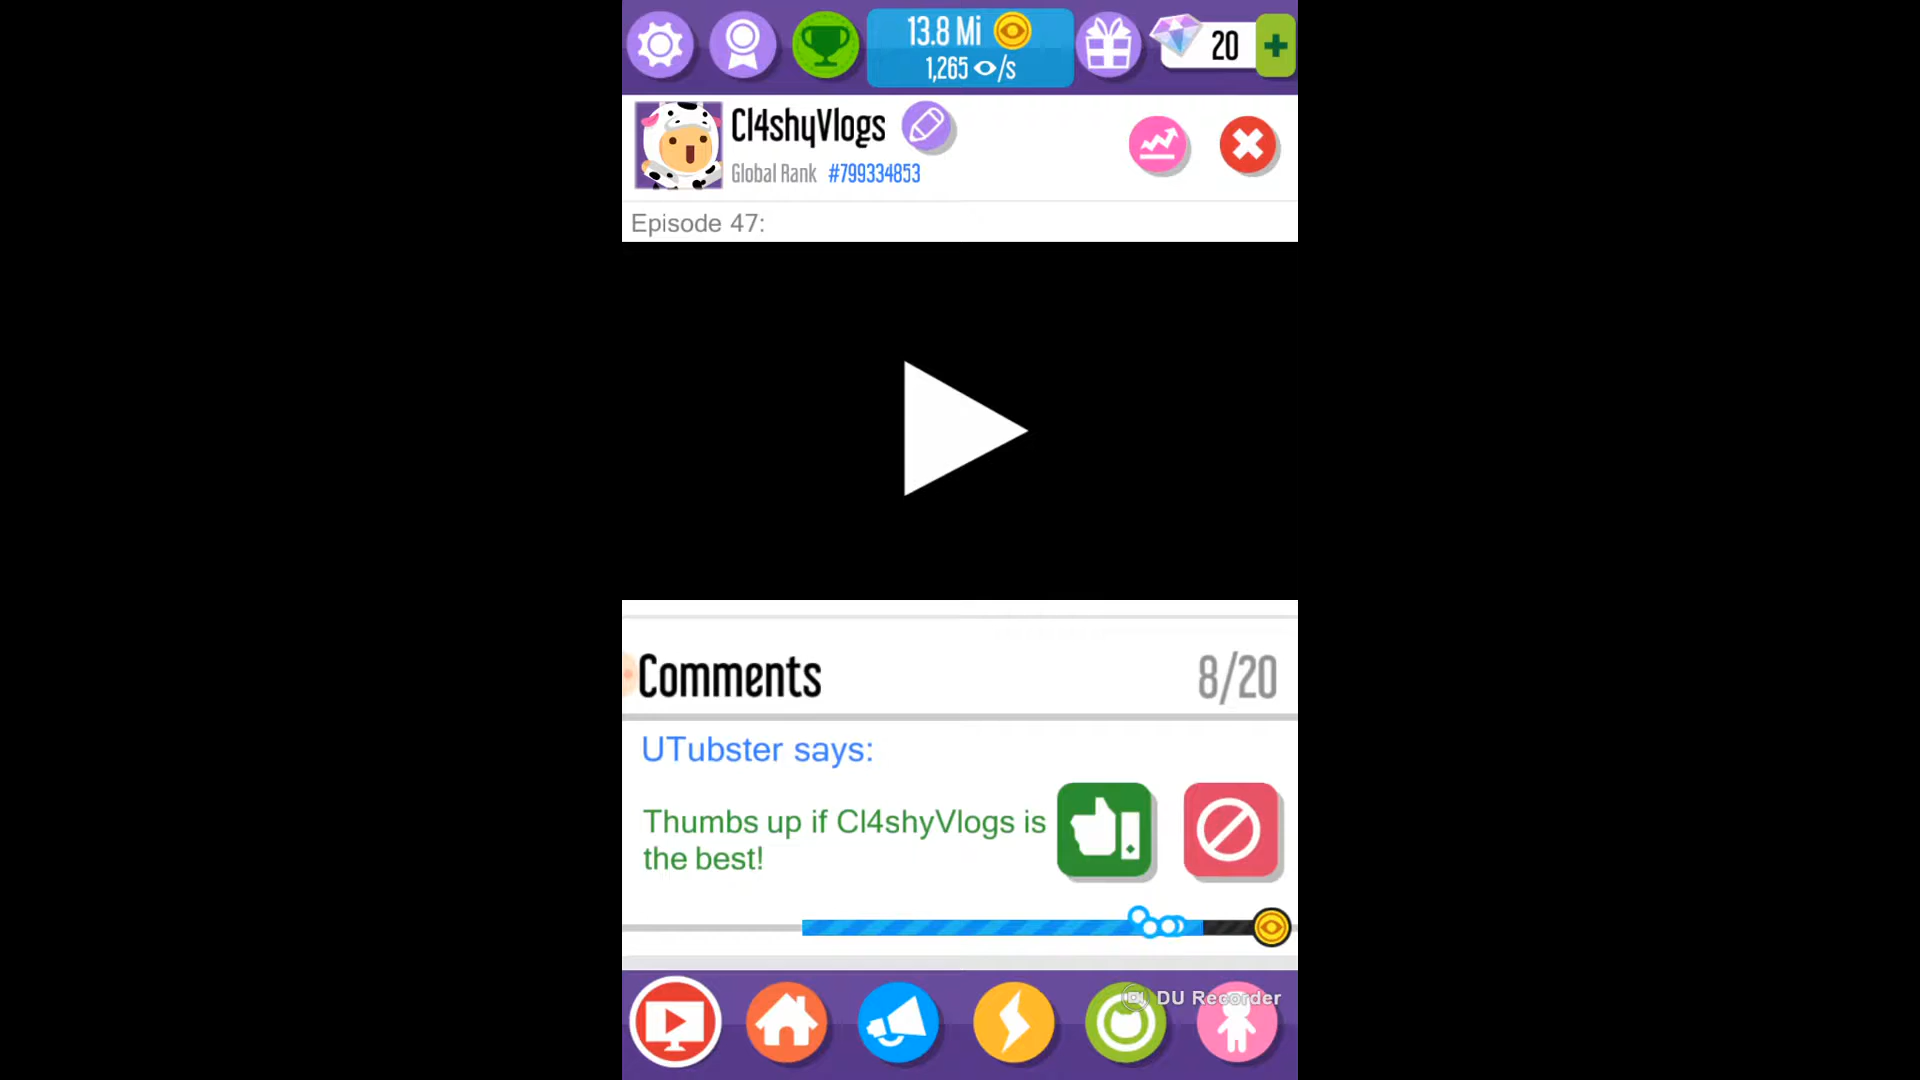 13.8 Mi
1,265 /s
20
Cl4shyVlogs
Global Rank #799334853
Episode 47:
Comments
8/20
UTubster says:
Thumbs up if Cl4shyVlogs is
the best!
DU Recorder